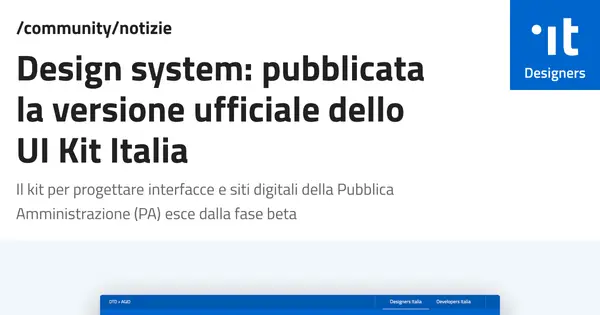 /community/notizie
Design system: pubblicata
la versione ufficiale dello
UI Kit Italia
Il kit per progettare interfacce e siti digitali della Pubblica
Amministrazione (PA) esce dalla fase beta
it
Designers
DTD + AGID
Designers Italia
Developers Italia